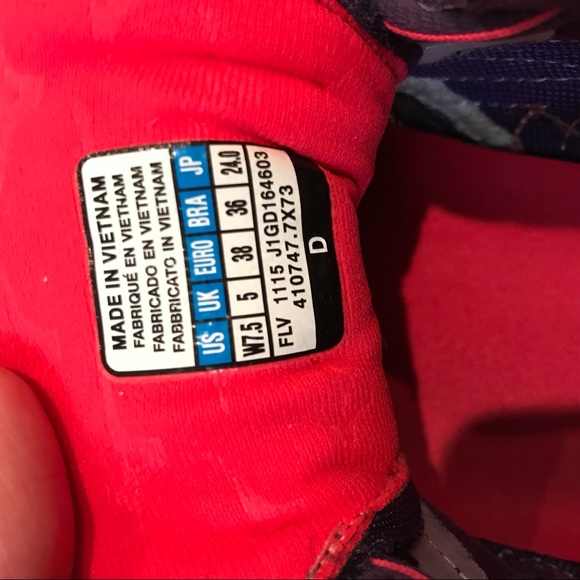 MADE IN VIETNAM
FABRIQUÉ EN VIETNAM
FABRICADO EN VIETNAM
FABBRICATO IN VIETNAM
US UK EURO BRA JP
W7.5 5 38 36 24.0
FLV 1115 J1GD164603
410747.7X73
D